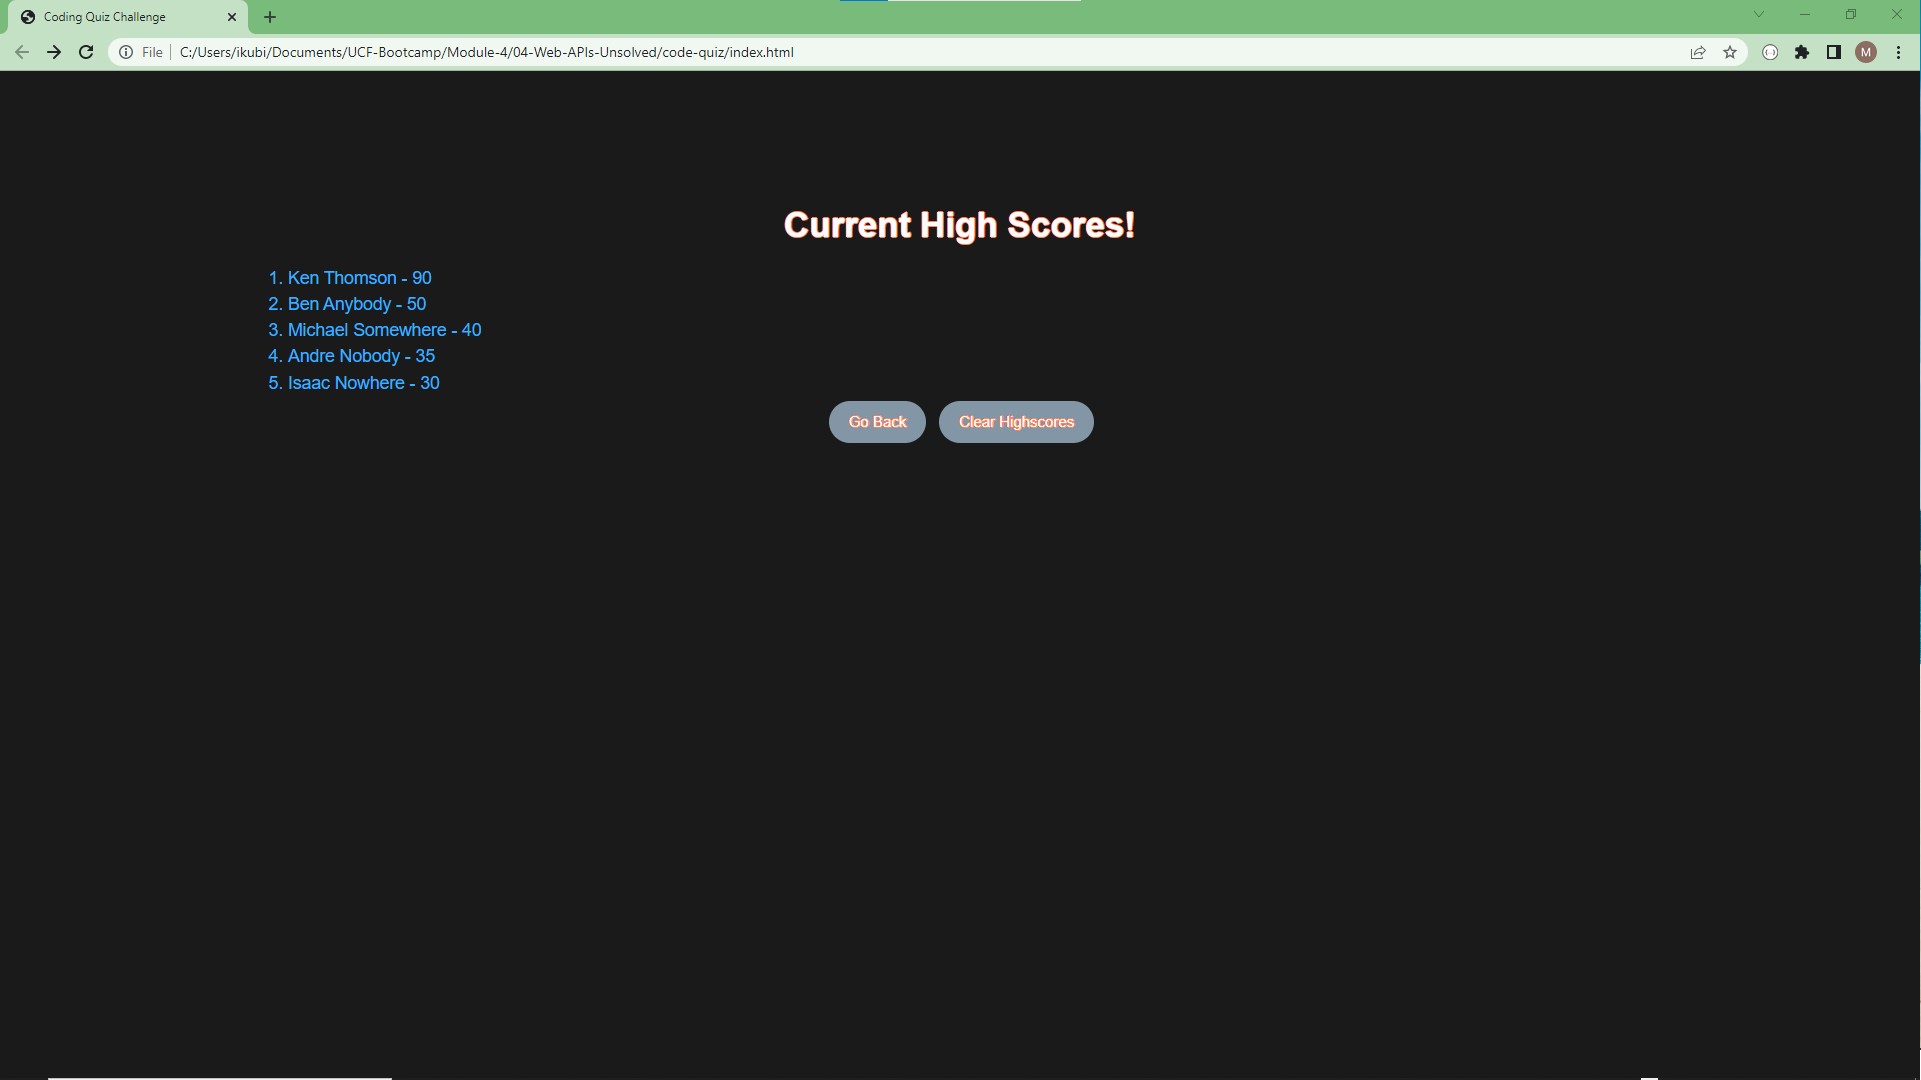 Coding Quiz Challenge
File C:/Users/ikubi/Documents/UCF-Bootcamp/Module-4/04-Web-APIs-Unsolved/code-quiz/index.html
M
Current High Scores!
1. Ken Thomson - 90
2. Ben Anybody - 50
3. Michael Somewhere - 40
4. Andre Nobody - 35
5. Isaac Nowhere - 30
Go Back Clear Highscores